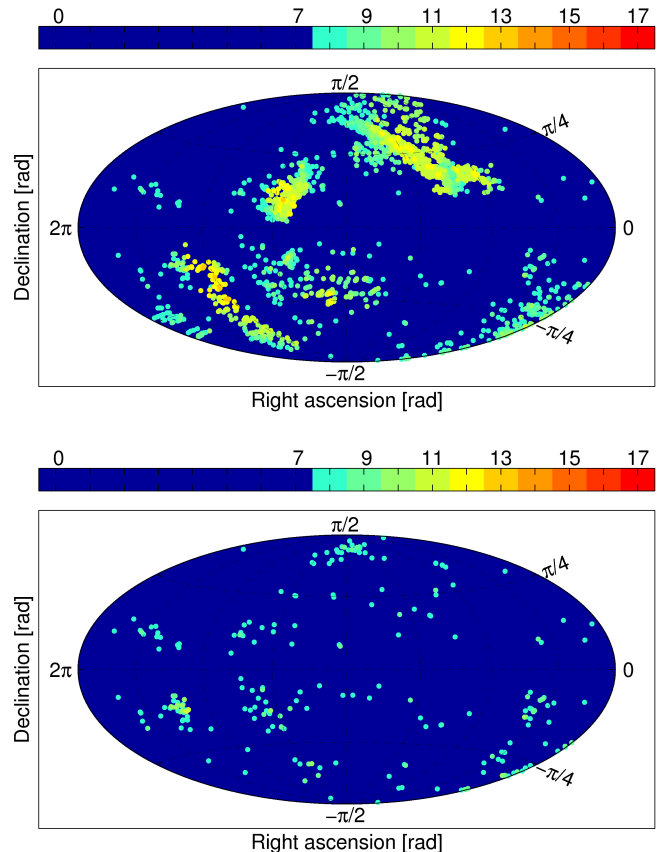 0 7 9 11 13 15 17
π/2
π/4
Declination [rad]
2π
0
−π/4
−π/2
Right ascension [rad]
0 7 9 11 13 15 17
π/2
π/4
Declination [rad]
2π
0
−π/4
−π/2
Right ascension [rad]